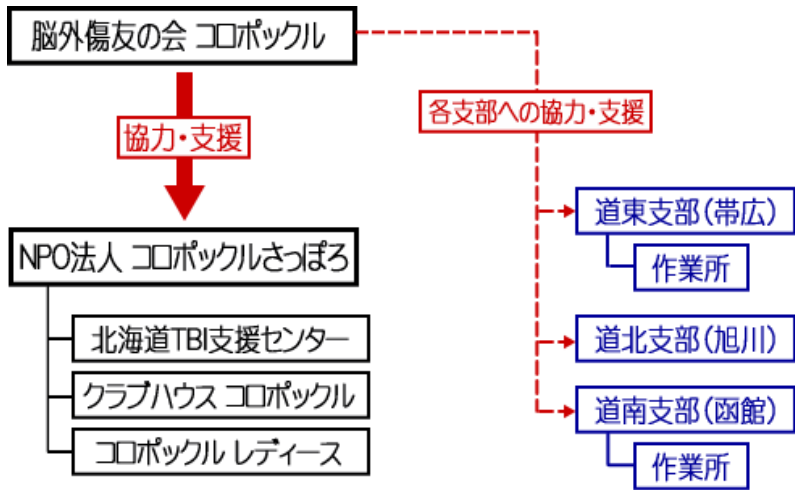 脳外傷友の会 コロポックル
協力・支援
各支部への協力・支援
NPO法人 コロポックルさっぽろ
北海道TBI支援センター
クラブハウス コロポックル
コロポックル レディース
道東支部(帯広)
作業所
道北支部(旭川)
道南支部(函館)
作業所